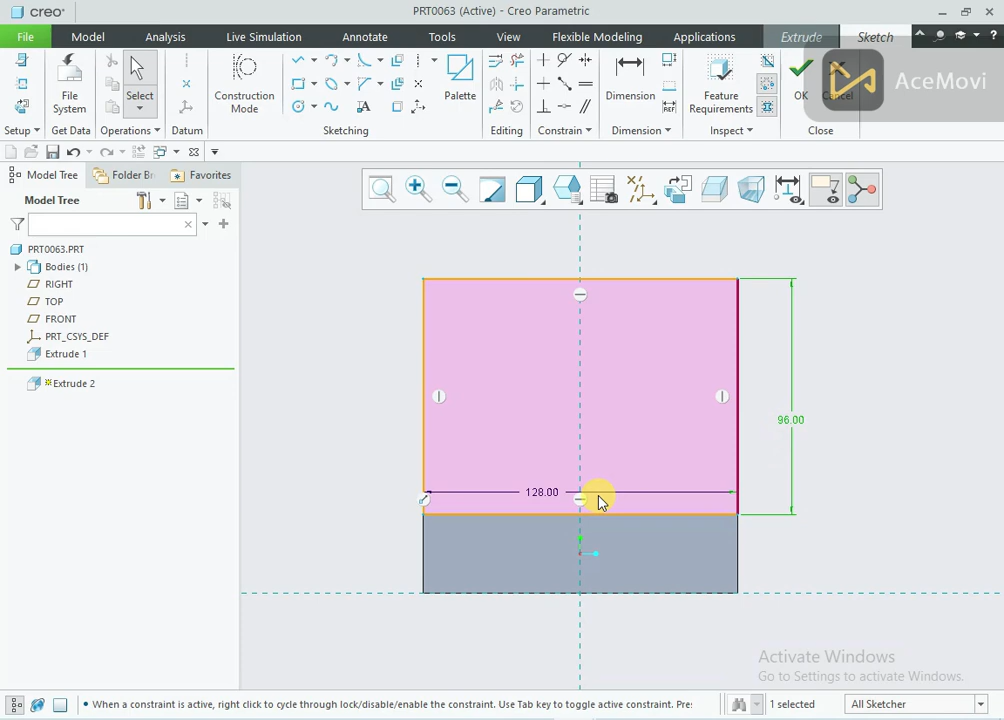 creo
PRT0063 (Active) - Creo Parametric
File Model Analysis Live Simulation Annotate Tools View Flexible Modeling Applications Extrude Sketch
AceMovi
File System
Select
Construction Mode
Palette
Dimension
Feature Requirements
OK
Cancel
Setup Get Data Operations Datum Sketching Editing Constrain Dimension Inspect Close
Model Tree Folder Br Favorites
Model Tree
PRT0063.PRT
Bodies (1)
RIGHT
TOP
FRONT
PRT_CSYS_DEF
Extrude 1
Extrude 2
96.00
128.00
Activate Windows
Go to Settings to activate Windows.
• When a constraint is active, right click to cycle through lock/disable/enable the constraint. Use Tab key to toggle active constraint. Pres
1 selected
All Sketcher